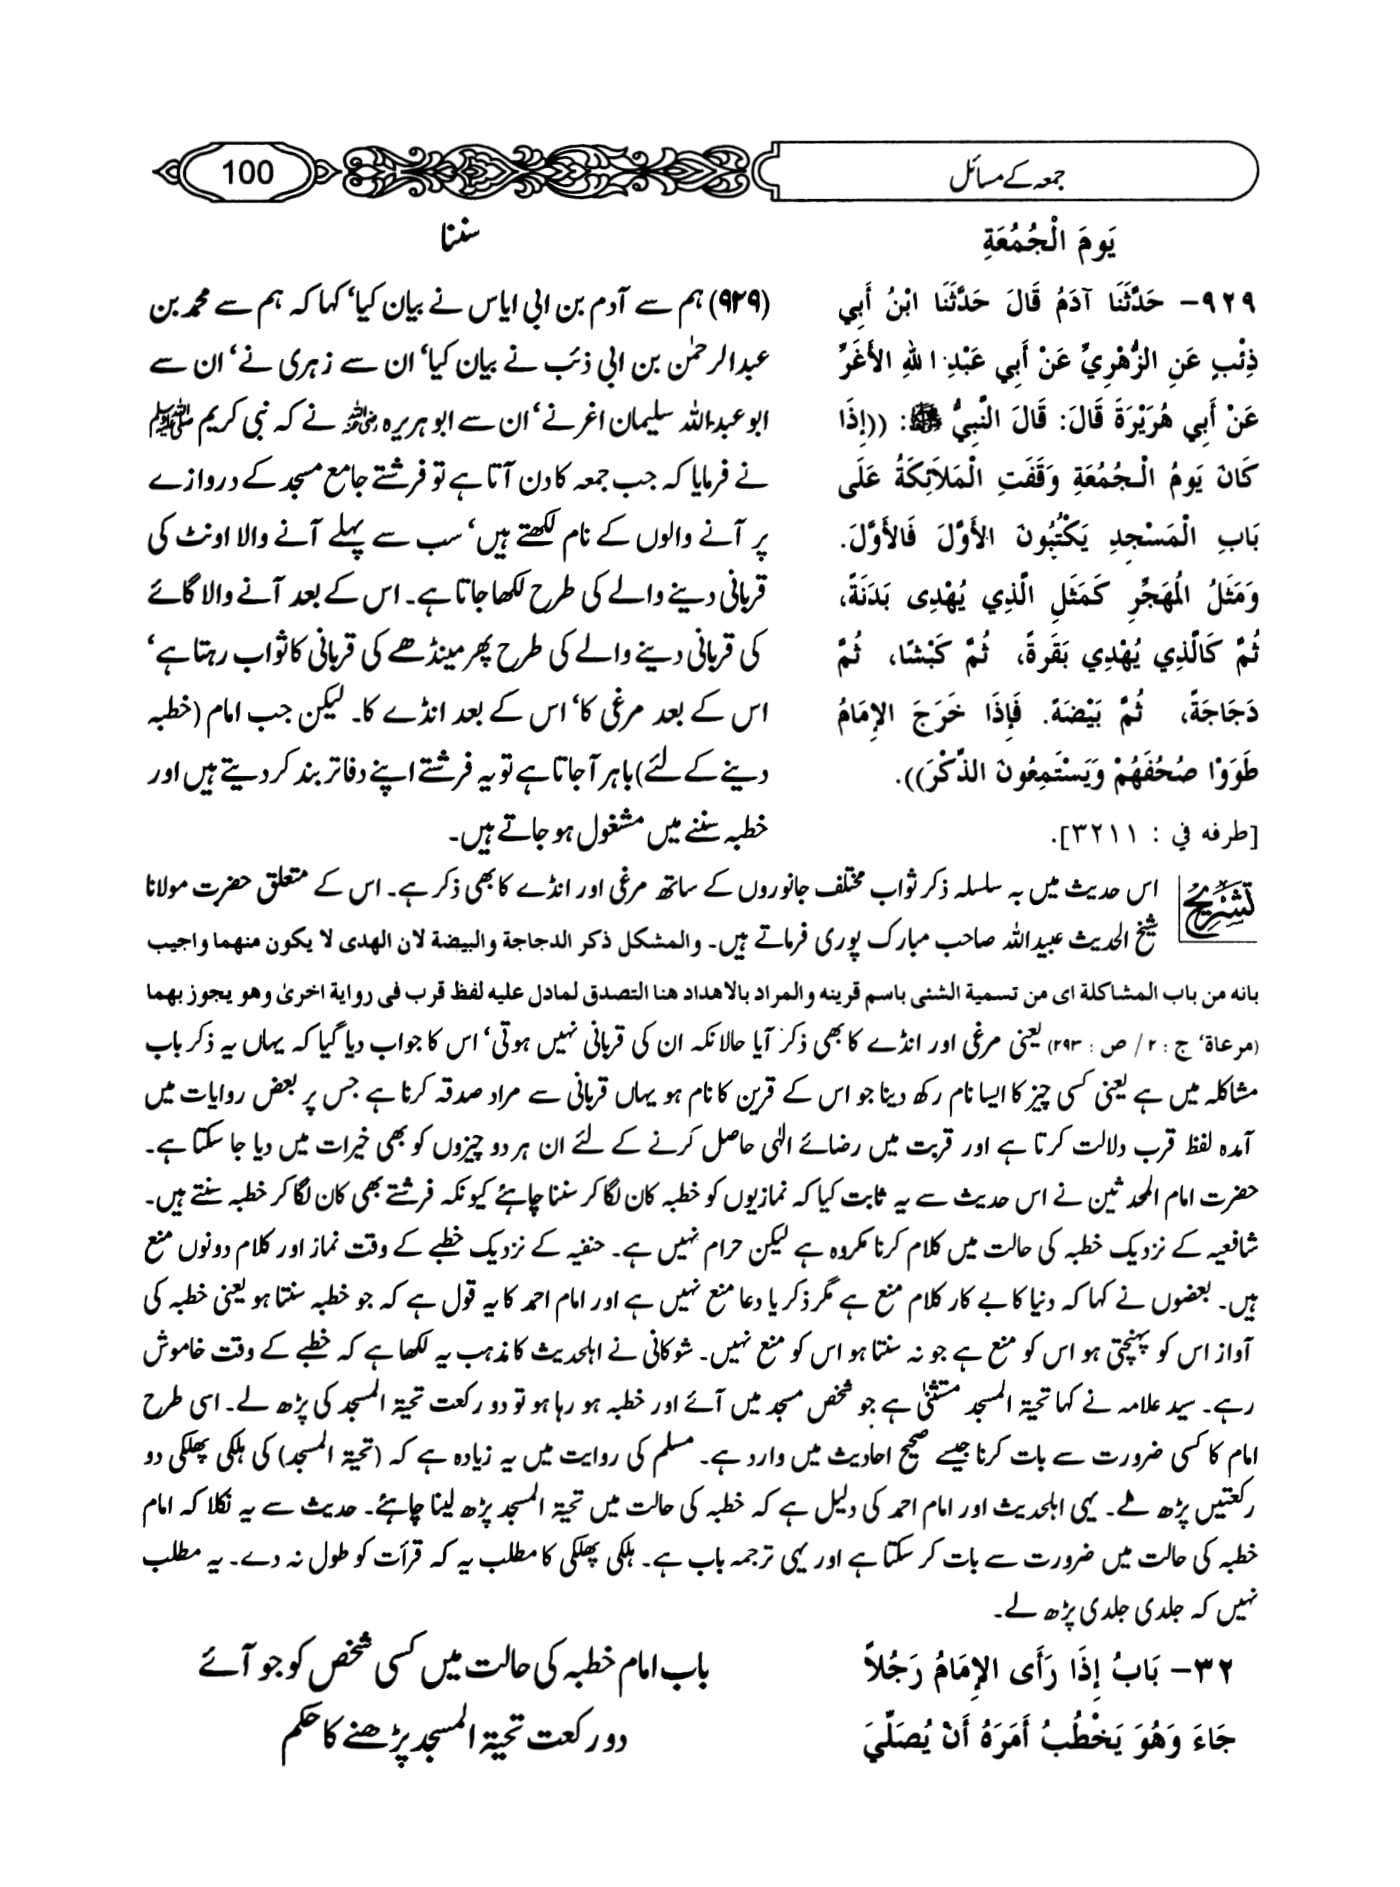 جمعہ کے مسائل
100
يَومَ الْجُمُعَةِ
۹۲۹- حَدَّثَنَا آدَمُ قَالَ حَدَّثَنَا ابْنُ أَبِي
ذِئْبٍ عَنِ الزُّهْرِيِّ عَنْ أَبِي عَبْدِ اللهِ الأَغَرِّ
عَنْ أَبِي هُرَيْرَةَ قَالَ: قَالَ النَّبِيُّ ﷺ: ((إِذَا
كَانَ يَومُ الْجُمُعَةِ وَقَفَتِ الْمَلاَئِكَةُ عَلَى
بَابِ الْمَسْجِدِ يَكْتُبُونَ الأَوَّلَ فَالأَوَّلَ.
وَمَثَلُ الْمُهَجِّرِ كَمَثَلِ الَّذِي يُهْدِى بَدَنَةً،
ثُمَّ كَالَّذِي يُهْدِي بَقَرةً، ثُمَّ كَبْشًا، ثُمَّ
دَجَاجَةً، ثُمَّ بَيْضَةً. فَإِذَا خَرَجَ الإِمَامُ
طَوَوْا صُحُفَهُمْ وَيَسْتَمِعُونَ الذِّكْرَ)).
[طرفه في : ٣٢١١].
سننا
(۹۲۹) ہم سے آدم بن ابی ایاس نے بیان کیا‘ کہا کہ ہم سے محمد بن
عبدالرحمٰن بن ابی ذئب نے بیان کیا‘ ان سے زہری نے‘ ان سے
ابو عبداللہ سلیمان اغر نے‘ ان سے ابو ہریرہ رضی اللہ عنہ نے کہ نبی کریم ﷺ
نے فرمایا کہ جب جمعہ کا دن آتا ہے تو فرشتے جامع مسجد کے دروازے
پر آنے والوں کے نام لکھتے ہیں‘ سب سے پہلے آنے والا اونٹ کی
قربانی دینے والے کی طرح لکھا جاتا ہے۔ اس کے بعد آنے والا گائے
کی قربانی دینے والے کی طرح پھر مینڈھے کی قربانی کا ثواب رہتا ہے‘
اس کے بعد مرغی کا‘ اس کے بعد انڈے کا۔ لیکن جب امام (خطبہ
دینے کے لئے) باہر آ جاتا ہے تو یہ فرشتے اپنے دفاتر بند کر دیتے ہیں اور
خطبہ سننے میں مشغول ہو جاتے ہیں۔
تشریح
اس حدیث میں بہ سلسلہ ذکر ثواب مختلف جانوروں کے ساتھ مرغی اور انڈے کا بھی ذکر ہے۔ اس کے متعلق حضرت مولانا
شیخ الحدیث عبیداللہ صاحب مبارک پوری فرماتے ہیں۔ والمشکل ذکر الدجاجة والبیضة لان الهدی لا یکون منهما واجیب
بانه من باب المشاکلة ای من تسمیة الشئی باسم قرینه والمراد بالاهداد هنا التصدق لمادل علیه لفظ قرب فی روایة اخریٰ وهو یجوز بهما
(مرعاة‘ ج : ۲ / ص : ۲۹۳) یعنی مرغی اور انڈے کا بھی ذکر آیا حالانکہ ان کی قربانی نہیں ہوتی‘ اس کا جواب دیا گیا کہ یہاں یہ ذکر باب
مشاکلہ میں ہے یعنی کسی چیز کا ایسا نام رکھ دینا جو اس کے قرین کا نام ہو یہاں قربانی سے مراد صدقہ کرنا ہے جس پر بعض روایات میں
آمدہ لفظ قرب دلالت کرتا ہے اور قربت میں رضائے الٰہی حاصل کرنے کے لئے ان ہر دو چیزوں کو بھی خیرات میں دیا جا سکتا ہے۔
حضرت امام المحدثین نے اس حدیث سے یہ ثابت کیا کہ نمازیوں کو خطبہ کان لگا کر سننا چاہئے کیونکہ فرشتے بھی کان لگا کر خطبہ سنتے ہیں۔
شافعیہ کے نزدیک خطبہ کی حالت میں کلام کرنا مکروہ ہے لیکن حرام نہیں ہے۔ حنفیہ کے نزدیک خطبے کے وقت نماز اور کلام دونوں منع
ہیں۔ بعضوں نے کہا کہ دنیا کا بے کار کلام منع ہے مگر ذکر یا دعا منع نہیں ہے اور امام احمد کا یہ قول ہے کہ جو خطبہ سنتا ہو یعنی خطبہ کی
آواز اس کو پہنچتی ہو اس کو منع ہے جو نہ سنتا ہو اس کو منع نہیں۔ شوکانی نے اہلحدیث کا مذہب یہ لکھا ہے کہ خطبے کے وقت خاموش
رہے۔ سید علامہ نے کہا تحیۃ المسجد مستثنیٰ ہے جو شخص مسجد میں آئے اور خطبہ ہو رہا ہو تو دو رکعت تحیۃ المسجد کی پڑھ لے۔ اسی طرح
امام کا کسی ضرورت سے بات کرنا جیسے صحیح احادیث میں وارد ہے۔ مسلم کی روایت میں یہ زیادہ ہے کہ (تحیۃ المسجد) کی ہلکی پھلکی دو
رکعتیں پڑھ لے۔ یہی اہلحدیث اور امام احمد کی دلیل ہے کہ خطبہ کی حالت میں تحیۃ المسجد پڑھ لینا چاہئے۔ حدیث سے یہ نکلا کہ امام
خطبہ کی حالت میں ضرورت سے بات کر سکتا ہے اور یہی ترجمہ باب ہے۔ ہلکی پھلکی کا مطلب یہ کہ قرأت کو طول نہ دے۔ یہ مطلب
نہیں کہ جلدی جلدی پڑھ لے۔
۳۲- بَابُ إِذَا رَأَى الإِمَامُ رَجُلاً
جَاءَ وَهُوَ يَخْطُبُ أَمَرَهُ أَنْ يُصَلِّيَ
باب امام خطبہ کی حالت میں کسی شخص کو جو آئے
دو رکعت تحیۃ المسجد پڑھنے کا حکم